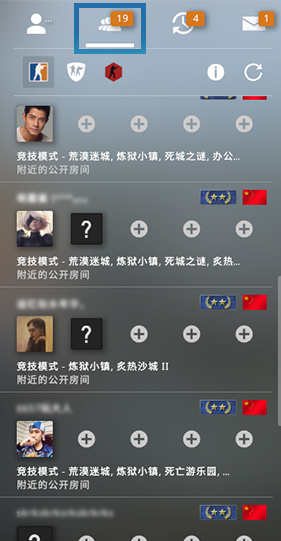 19
4
1
竞技模式 - 荒漠迷城, 炼狱小镇, 死城之谜, 办公...
附近的公开房间
竞技模式 - 荒漠迷城, 炼狱小镇, 死城之谜, 炙热...
附近的公开房间
竞技模式 - 炼狱小镇, 炙热沙城 II
附近的公开房间
竞技模式 - 荒漠迷城, 炼狱小镇, 死亡游乐园, ...
附近的公开房间